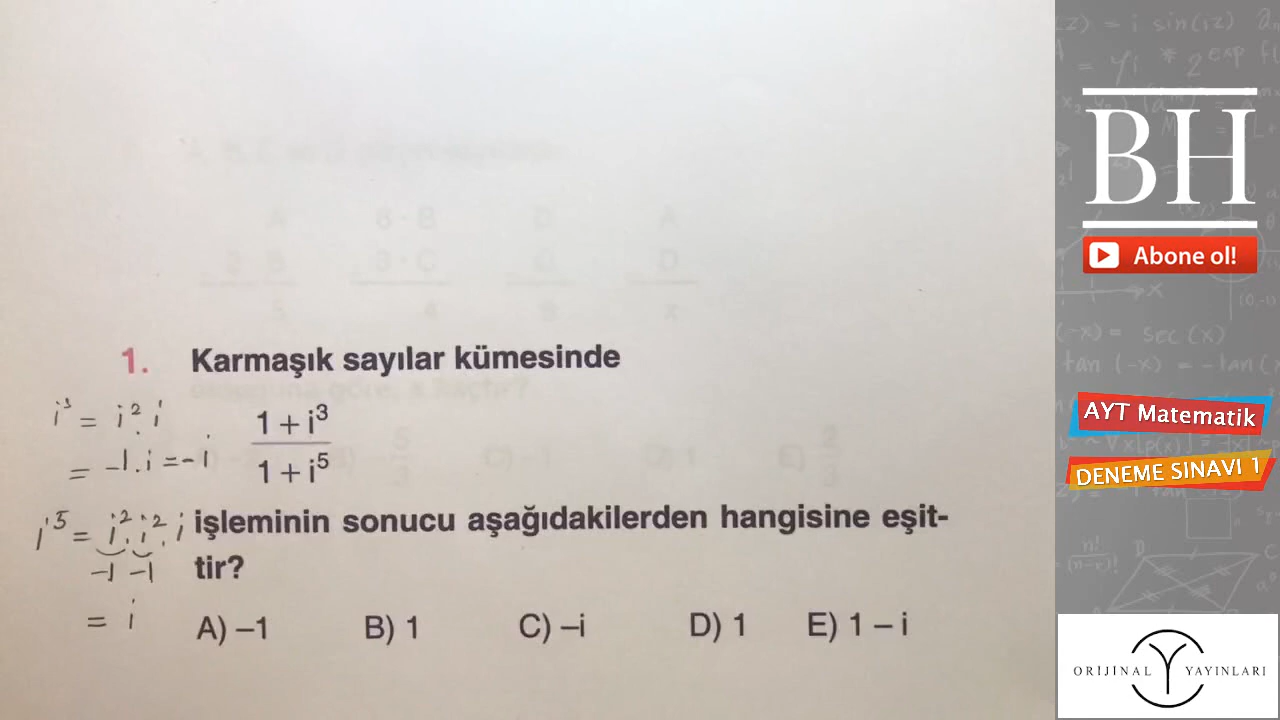 1. Karmaşık sayılar kümesinde
i³ = i² . i
= -1 . i = - i
1 + i³
1 + i⁵
i⁵ = i² . i² . i
-1 -1
= i
işleminin sonucu aşağıdakilerden hangisine eşit-
tir?
A) –1 B) 1 C) –i D) 1 E) 1 – i
BH
Abone ol!
AYT Matematik
DENEME SINAVI 1
ORİJİNAL YAYINLARI